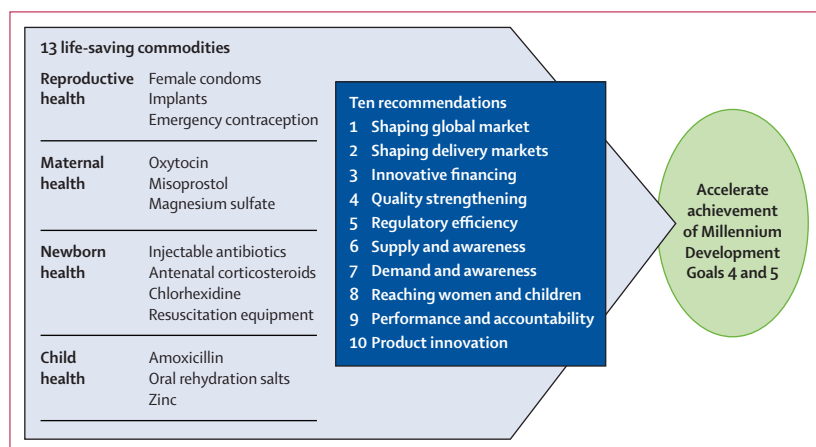 13 life-saving commodities
Reproductive Female condoms
health Implants
Emergency contraception
Maternal Oxytocin
health Misoprostol
Magnesium sulfate
Newborn Injectable antibiotics
health Antenatal corticosteroids
Chlorhexidine
Resuscitation equipment
Child Amoxicillin
health Oral rehydration salts
Zinc
Ten recommendations
1 Shaping global market
2 Shaping delivery markets
3 Innovative financing
4 Quality strengthening
5 Regulatory efficiency
6 Supply and awareness
7 Demand and awareness
8 Reaching women and children
9 Performance and accountability
10 Product innovation
Accelerate
achievement
of Millennium
Development
Goals 4 and 5